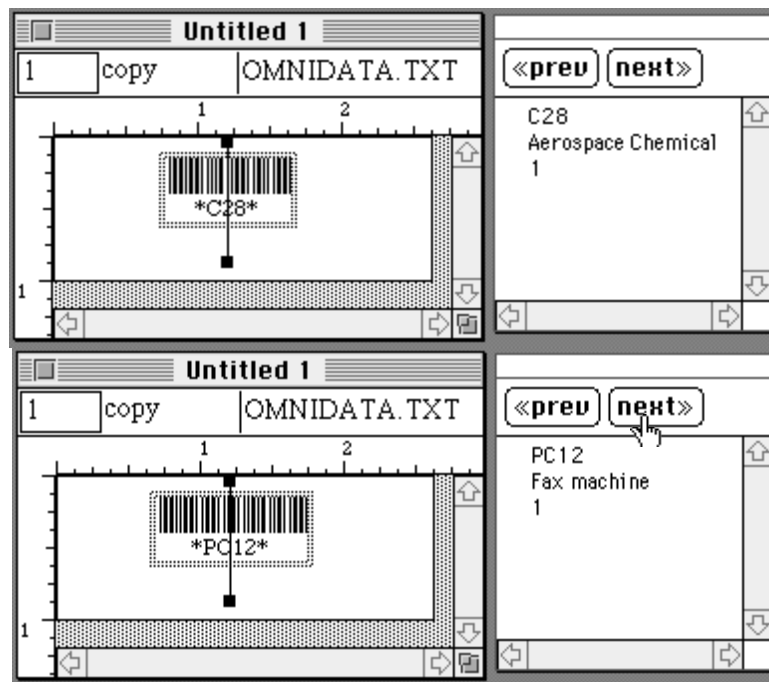 Untitled 1
1 copy OMNIDATA.TXT
«prev next»
1 2
C28
Aerospace Chemical
1
*C28*
1
Untitled 1
1 copy OMNIDATA.TXT
«prev next»
1 2
PC12
Fax machine
1
*PC12*
1